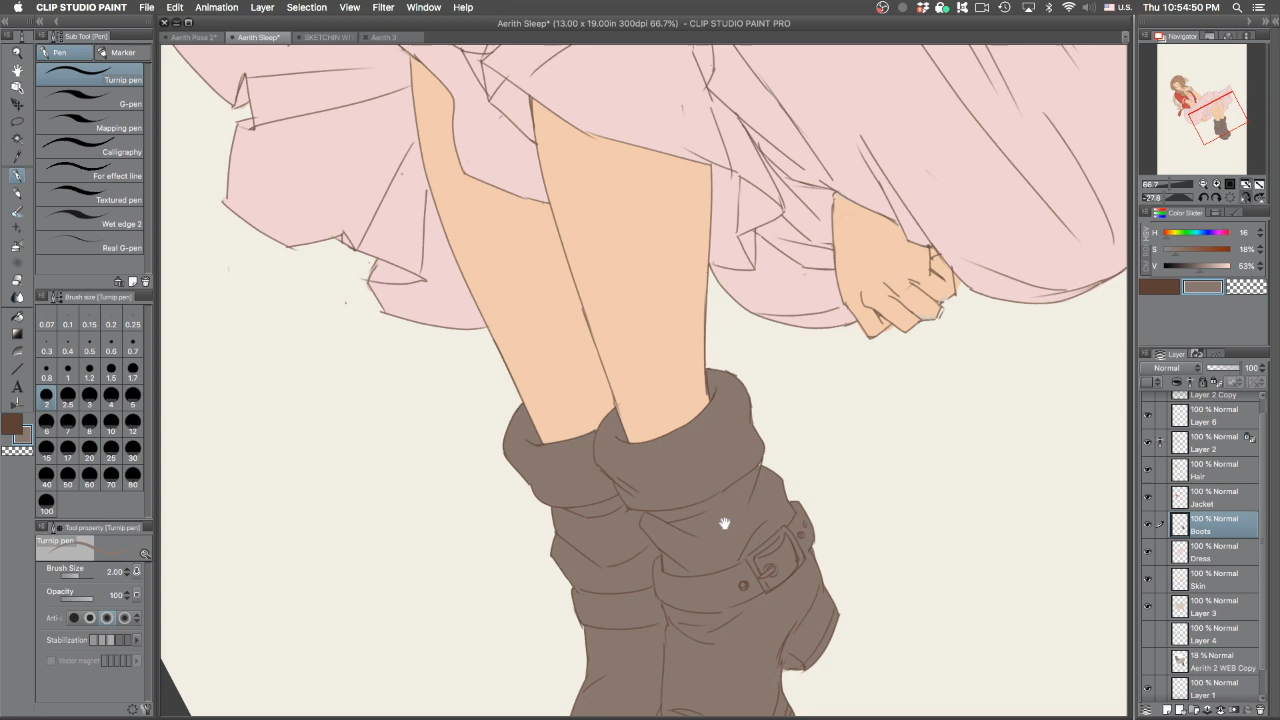 CLIP STUDIO PAINT File Edit Animation Layer Select View Filter Window Help U.S. Thu 10:54:50 PM
Aerith Sleep* (13.00 x 19.00in 300dpi 66.7%) - CLIP STUDIO PAINT PRO
Sub Tool [Pen]
Aerith Pose 2* Aerith Sleep* SKETCHIN WI Aerith 3
Navigator
Pen Marker
Turnip pen
G-pen
Mapping pen
Calligraphy
For effect line
Textured pen
Wet edge 2
Real G-pen
66.7
-27.8
Color Slider
H 16
S 18%
V 53%
Brush size [Turnip pen]
0.07 0.1 0.15 0.2 0.25
0.3 0.4 0.5 0.6 0.7
0.8 1 1.2 1.5 1.7
2 2.5 3 4 5
6 7 8 10 12
15 17 20 25 30
40 50 60 70 80
100
Tool property [Turnip pen]
Turnip pen
Brush Size 2.00
Opacity 100
Anti-
Stabilization
Vector magnet
Layer
Normal 100
Layer 2 Copy
100 % Normal
Layer 6
100 % Normal
Layer 2
100 % Normal
Hair
100 % Normal
Jacket
100 % Normal
Boots
100 % Normal
Dress
100 % Normal
Skin
100 % Normal
Layer 3
100 % Normal
Layer 4
18 % Normal
Aerith 2 WEB Copy
100 % Normal
Layer 1